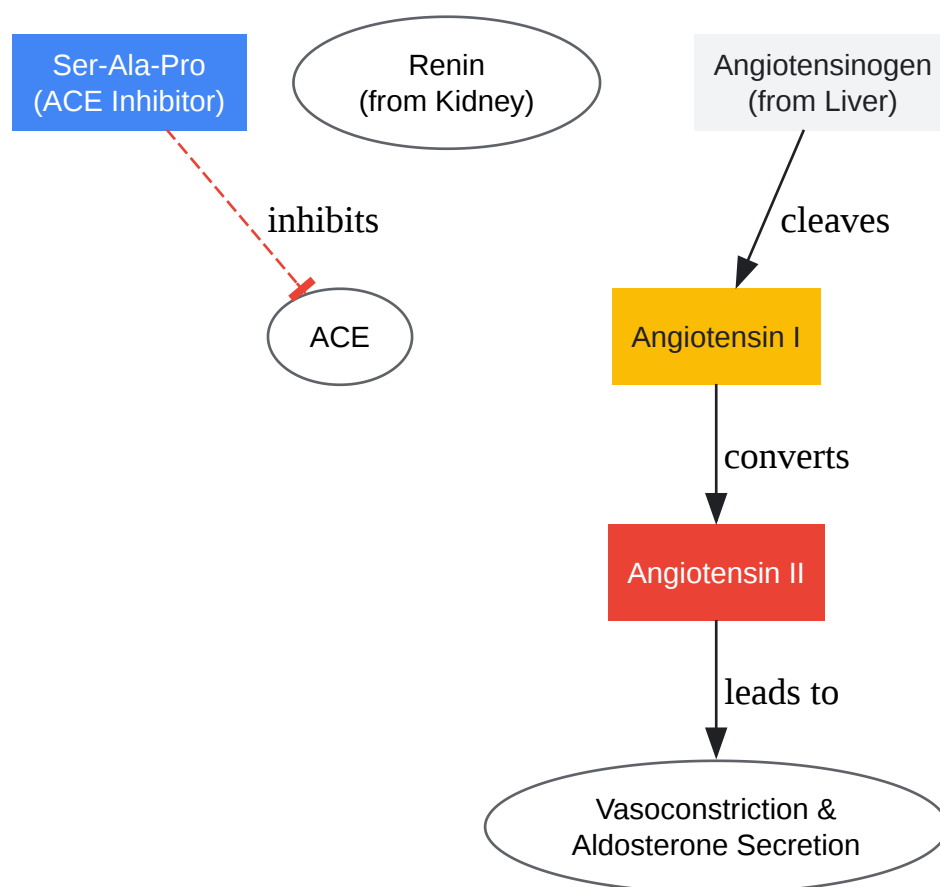 Ser-Ala-Pro
(ACE Inhibitor)
Renin
(from Kidney)
Angiotensinogen
(from Liver)
inhibits
cleaves
ACE
Angiotensin I
converts
Angiotensin II
leads to
Vasoconstriction &
Aldosterone Secretion